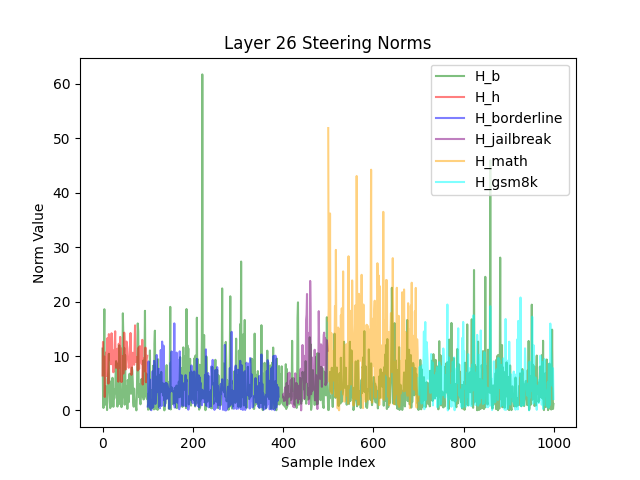 Layer 26 Steering Norms
H_b
H_h
H_borderline
H_jailbreak
H_math
H_gsm8k
Norm Value
60
50
40
30
20
10
0
0 200 400 600 800 1000
Sample Index